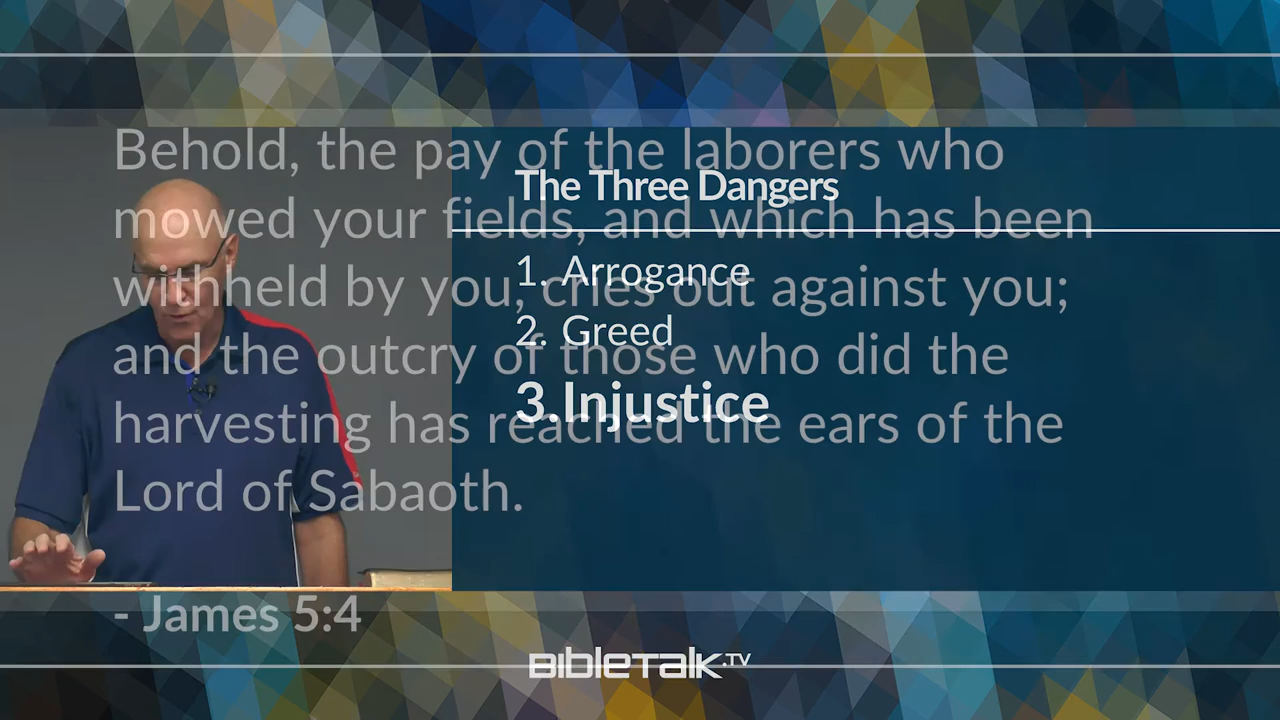 Behold, the pay of the laborers who
mowed your fields, and which has been
withheld by you, cries out against you;
and the outcry of those who did the
harvesting has reached the ears of the
Lord of Sabaoth.
- James 5:4
The Three Dangers
1. Arrogance
2. Greed
3.Injustice
BibleTalk.TV